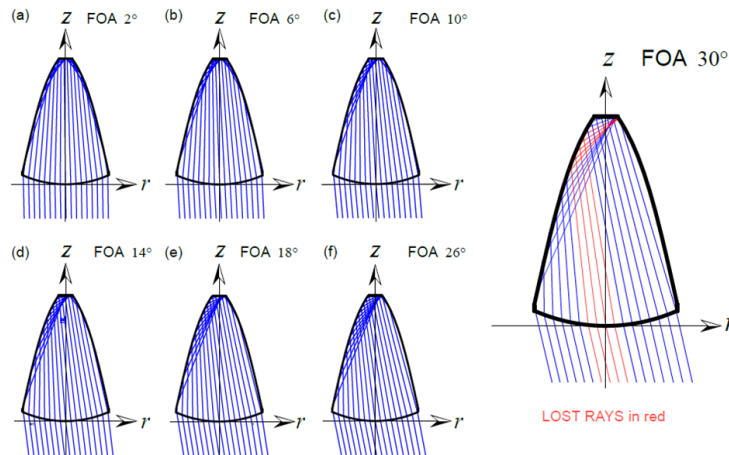 (a) z FOA 2°
r
(b) z FOA 6°
r
(c) z FOA 10°
r
(d) z FOA 14°
r
(e) z FOA 18°
r
(f) z FOA 26°
r
z FOA 30°
r
LOST RAYS in red